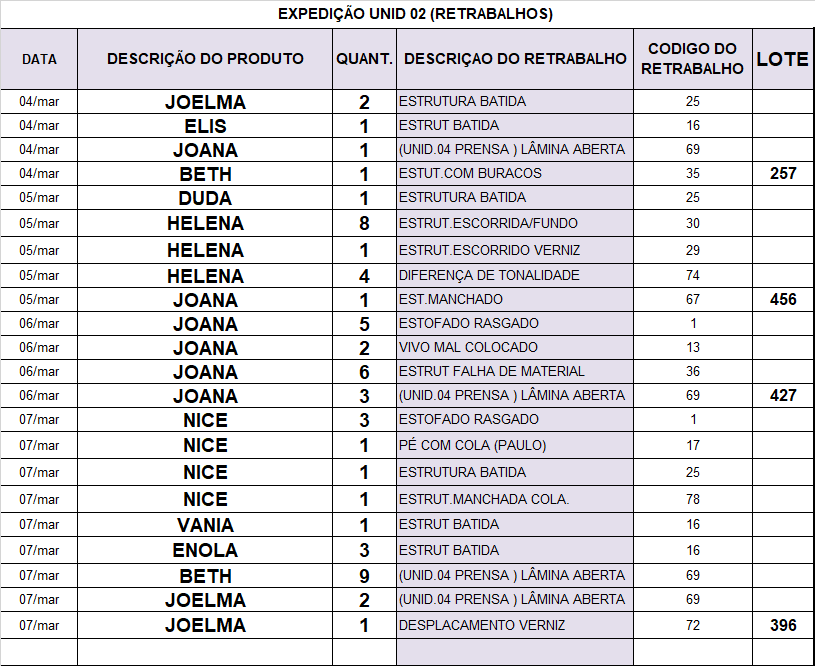 EXPEDIÇÃO UNID 02 (RETRABALHOS)
DATA DESCRIÇÃO DO PRODUTO QUANT. DESCRIÇAO DO RETRABALHO CODIGO DO RETRABALHO LOTE
04/mar JOELMA 2 ESTRUTURA BATIDA 25
04/mar ELIS 1 ESTRUT BATIDA 16
04/mar JOANA 1 (UNID.04 PRENSA ) LÂMINA ABERTA 69
04/mar BETH 1 ESTUT.COM BURACOS 35 257
05/mar DUDA 1 ESTRUTURA BATIDA 25
05/mar HELENA 8 ESTRUT.ESCORRIDA/FUNDO 30
05/mar HELENA 1 ESTRUT.ESCORRIDO VERNIZ 29
05/mar HELENA 4 DIFERENÇA DE TONALIDADE 74
05/mar JOANA 1 EST.MANCHADO 67 456
06/mar JOANA 5 ESTOFADO RASGADO 1
06/mar JOANA 2 VIVO MAL COLOCADO 13
06/mar JOANA 6 ESTRUT FALHA DE MATERIAL 36
06/mar JOANA 3 (UNID.04 PRENSA ) LÂMINA ABERTA 69 427
07/mar NICE 3 ESTOFADO RASGADO 1
07/mar NICE 1 PÉ COM COLA (PAULO) 17
07/mar NICE 1 ESTRUTURA BATIDA 25
07/mar NICE 1 ESTRUT.MANCHADA COLA. 78
07/mar VANIA 1 ESTRUT BATIDA 16
07/mar ENOLA 3 ESTRUT BATIDA 16
07/mar BETH 9 (UNID.04 PRENSA ) LÂMINA ABERTA 69
07/mar JOELMA 2 (UNID.04 PRENSA ) LÂMINA ABERTA 69
07/mar JOELMA 1 DESPLACAMENTO VERNIZ 72 396